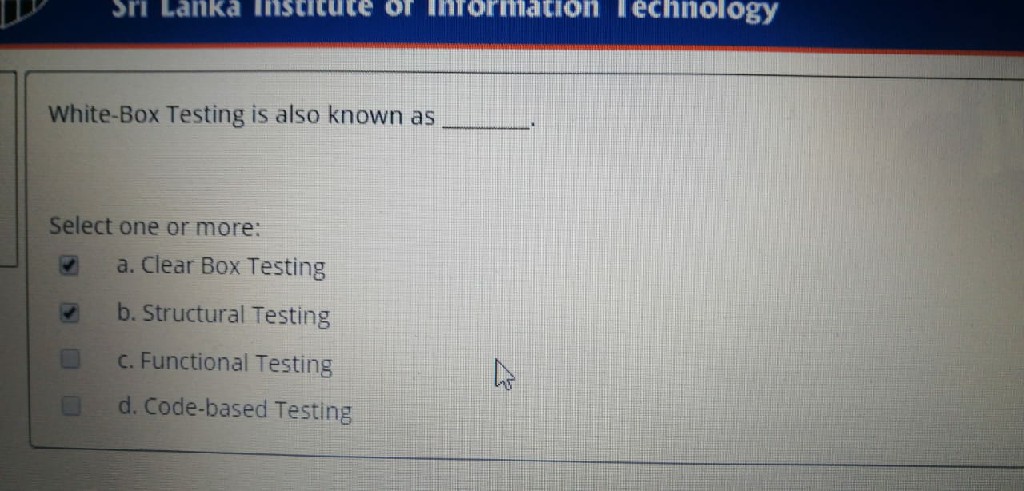 Sri Lanka Institute of Information Technology
White-Box Testing is also known as ________.
Select one or more:
a. Clear Box Testing
b. Structural Testing
c. Functional Testing
d. Code-based Testing